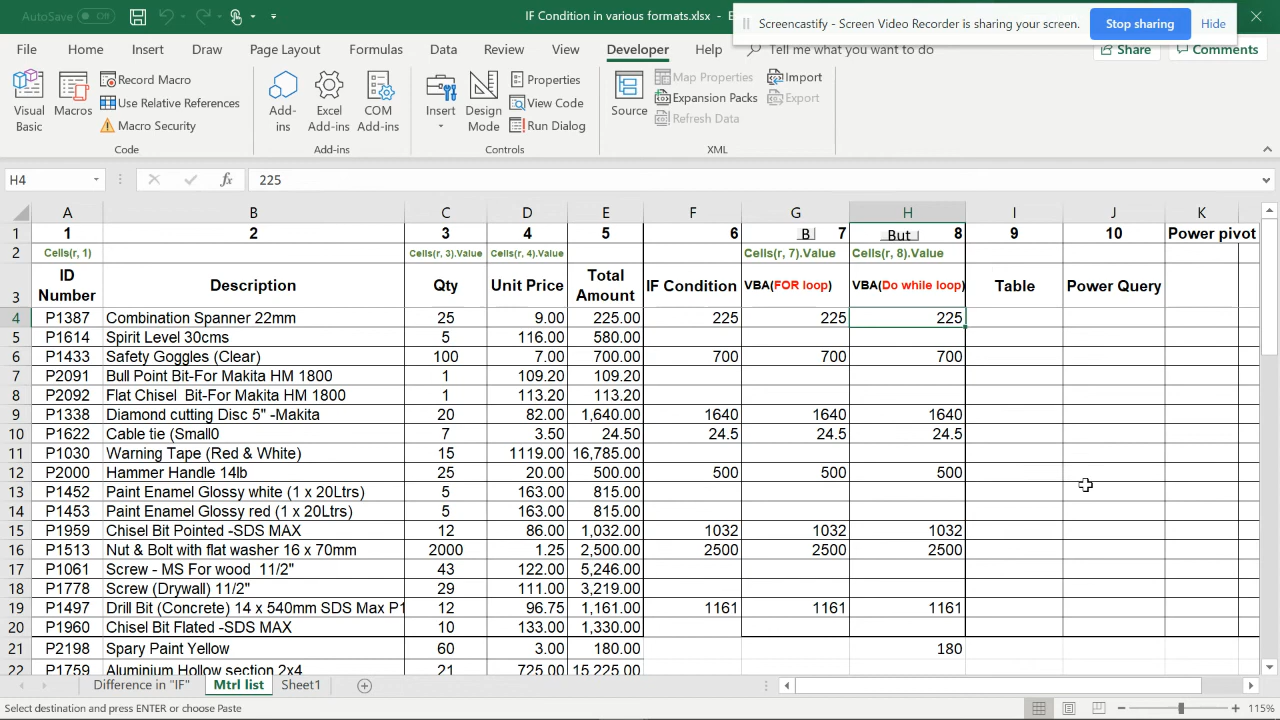 AutoSave Off
IF Condition in various formats.xlsx - E
Screencastify - Screen Video Recorder is sharing your screen. Stop sharing Hide
File Home Insert Draw Page Layout Formulas Data Review View Developer Help Tell me what you want to do Share Comments
Visual Basic
Macros
Record Macro
Use Relative References
Macro Security
Code
Add-ins
Excel Add-ins
COM Add-ins
Add-ins
Insert
Design Mode
Properties
View Code
Run Dialog
Controls
Source
Map Properties
Expansion Packs
Refresh Data
Import
Export
XML
H4 fx 225
A B C D E F G H I J K
1 1 2 3 4 5 6 B 7 But 8 9 10 Power pivot
2 Cells(r, 1) Cells(r, 3).Value Cells(r, 4).Value Cells(r, 7).Value Cells(r, 8).Value
3 ID Number Description Qty Unit Price Total Amount IF Condition VBA(FOR loop) VBA(Do while loop) Table Power Query
4 P1387 Combination Spanner 22mm 25 9.00 225.00 225 225 225
5 P1614 Spirit Level 30cms 5 116.00 580.00
6 P1433 Safety Goggles (Clear) 100 7.00 700.00 700 700 700
7 P2091 Bull Point Bit-For Makita HM 1800 1 109.20 109.20
8 P2092 Flat Chisel Bit-For Makita HM 1800 1 113.20 113.20
9 P1338 Diamond cutting Disc 5" -Makita 20 82.00 1,640.00 1640 1640 1640
10 P1622 Cable tie (Small0 7 3.50 24.50 24.5 24.5 24.5
11 P1030 Warning Tape (Red & White) 15 1119.00 16,785.00
12 P2000 Hammer Handle 14lb 25 20.00 500.00 500 500 500
13 P1452 Paint Enamel Glossy white (1 x 20Ltrs) 5 163.00 815.00
14 P1453 Paint Enamel Glossy red (1 x 20Ltrs) 5 163.00 815.00
15 P1959 Chisel Bit Pointed -SDS MAX 12 86.00 1,032.00 1032 1032 1032
16 P1513 Nut & Bolt with flat washer 16 x 70mm 2000 1.25 2,500.00 2500 2500 2500
17 P1061 Screw - MS For wood 11/2" 43 122.00 5,246.00
18 P1778 Screw (Drywall) 11/2" 29 111.00 3,219.00
19 P1497 Drill Bit (Concrete) 14 x 540mm SDS Max P1 12 96.75 1,161.00 1161 1161 1161
20 P1960 Chisel Bit Flated -SDS MAX 10 133.00 1,330.00
21 P2198 Spary Paint Yellow 60 3.00 180.00 180
22 P1759 Aluminium Hollow section 2x4 21 725.00 15,225.00
Difference in "IF" Mtrl list Sheet1
Select destination and press ENTER or choose Paste 115%